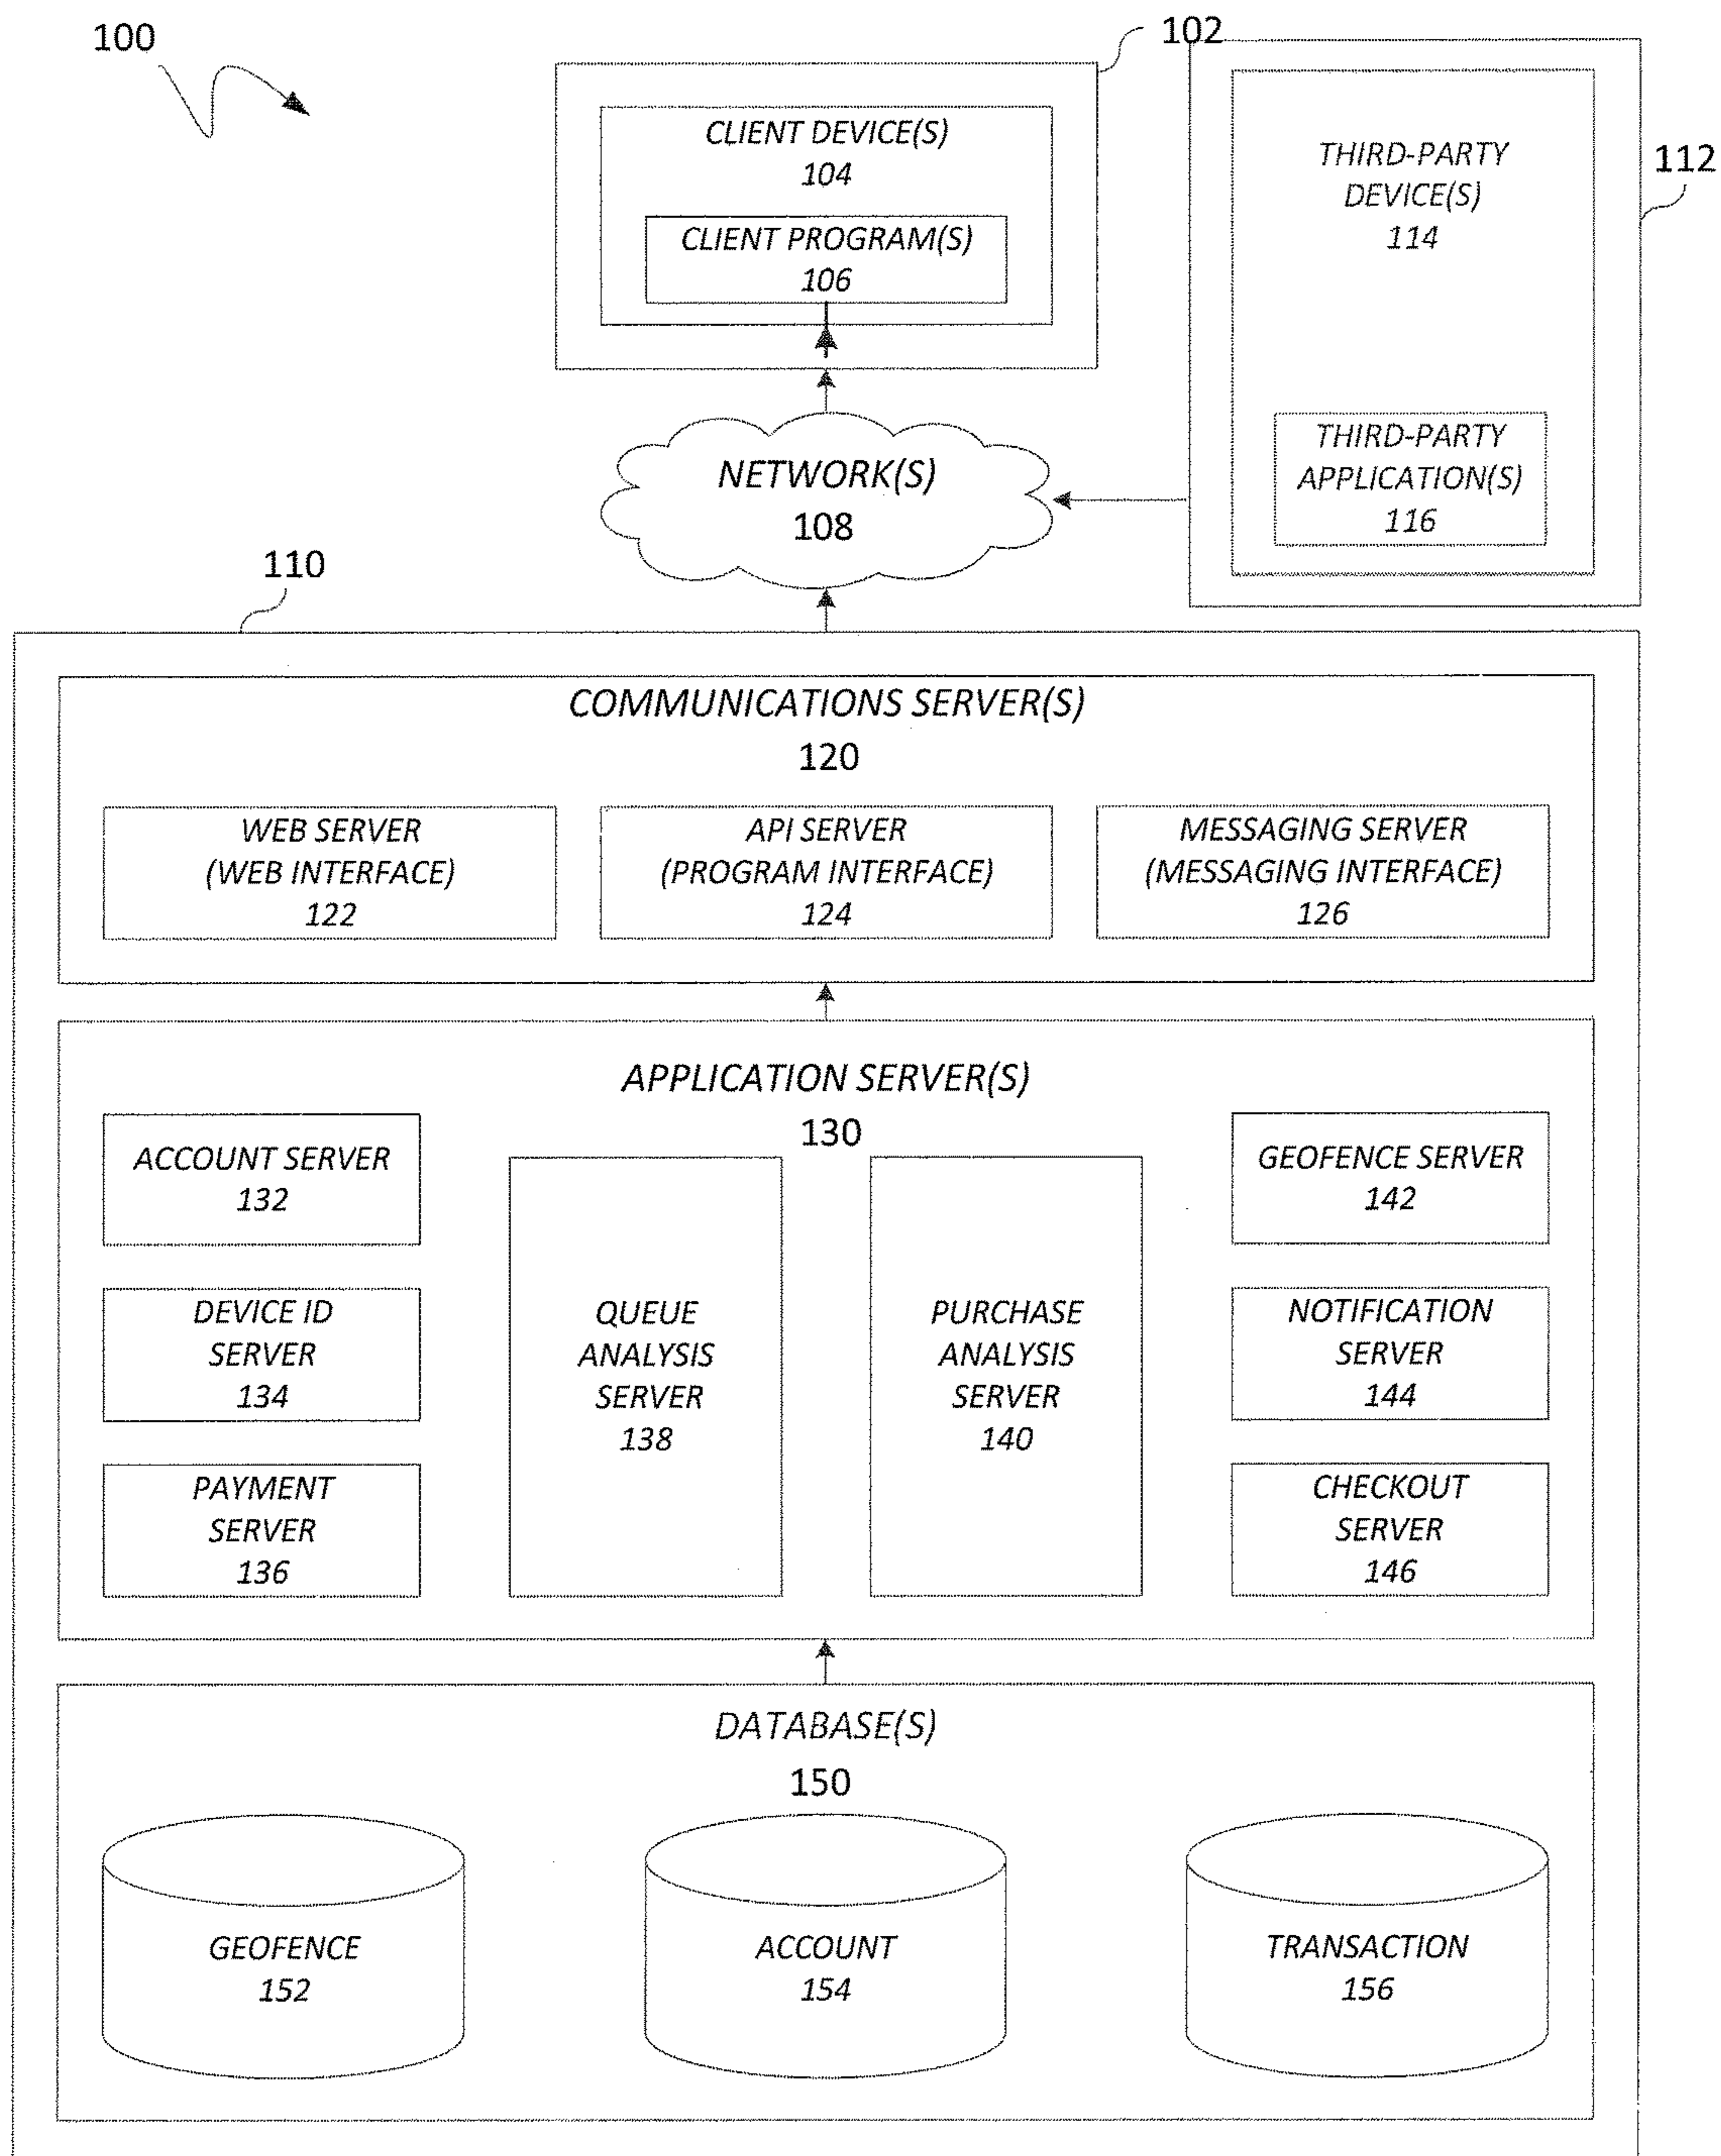 100
102
CLIENT DEVICE(S)
104
CLIENT PROGRAM(S)
106
THIRD-PARTY
DEVICE(S)
114
112
THIRD-PARTY
APPLICATION(S)
116
NETWORK(S)
108
110
COMMUNICATIONS SERVER(S)
120
WEB SERVER
(WEB INTERFACE)
122
API SERVER
(PROGRAM INTERFACE)
124
MESSAGING SERVER
(MESSAGING INTERFACE)
126
APPLICATION SERVER(S)
130
ACCOUNT SERVER
132
DEVICE ID
SERVER
134
PAYMENT
SERVER
136
QUEUE
ANALYSIS
SERVER
138
PURCHASE
ANALYSIS
SERVER
140
GEOFENCE SERVER
142
NOTIFICATION
SERVER
144
CHECKOUT
SERVER
146
DATABASE(S)
150
GEOFENCE
152
ACCOUNT
154
TRANSACTION
156